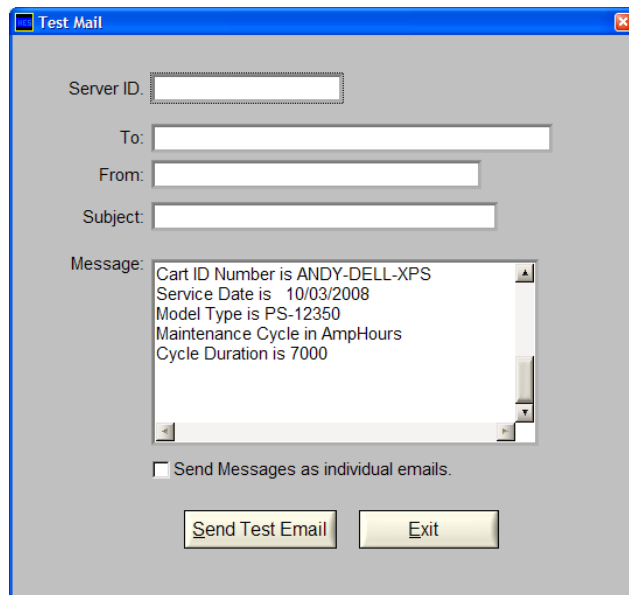 Test Mail
Server ID.
To:
From:
Subject:
Message:
Cart ID Number is ANDY-DELL-XPS
Service Date is   10/03/2008
Model Type is PS-12350
Maintenance Cycle in AmpHours
Cycle Duration is 7000
Send Messages as individual emails.
Send Test Email
Exit